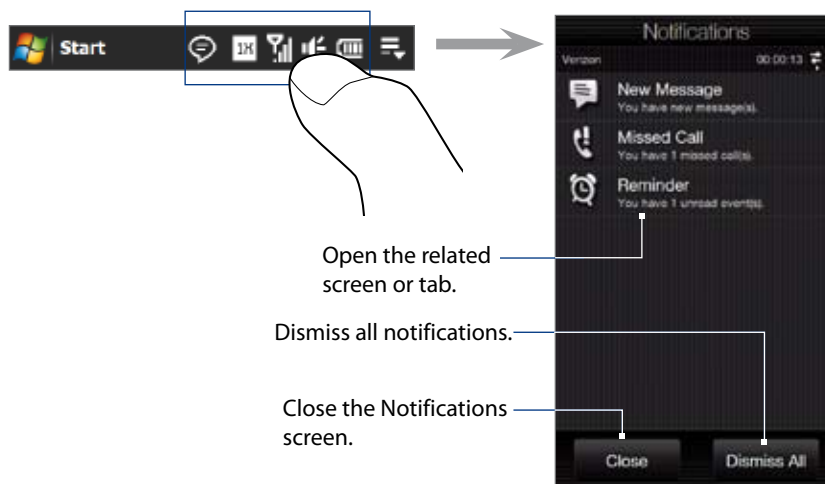 Start
1X
Notifications
Verizon 00:00:13
New Message
You have new message(s).
Missed Call
You have 1 missed call(s).
Reminder
You have 1 unread event(s).
Open the related
screen or tab.
Dismiss all notifications.
Close the Notifications
screen.
Close Dismiss All